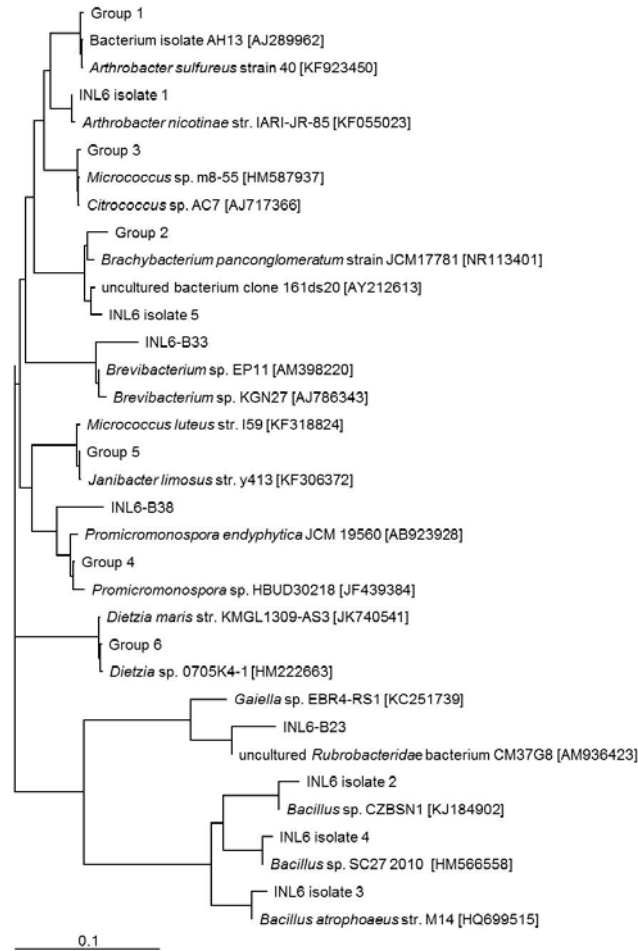 Group 1
Bacterium isolate AH13 [AJ289962]
Arthrobacter sulfureus strain 40 [KF923450]
INL6 isolate 1
Arthrobacter nicotinae str. IARI-JR-85 [KF055023]
Group 3
Micrococcus sp. m8-55 [HM587937]
Citrococcus sp. AC7 [AJ717366]
Group 2
Brachybacterium panconglomeratum strain JCM17781 [NR113401]
uncultured bacterium clone 161ds20 [AY212613]
INL6 isolate 5
INL6-B33
Brevibacterium sp. EP11 [AM398220]
Brevibacterium sp. KGN27 [AJ786343]
Micrococcus luteus str. I59 [KF318824]
Group 5
Janibacter limosus str. y413 [KF306372]
INL6-B38
Promicromonospora endyphytica JCM 19560 [AB923928]
Group 4
Promicromonospora sp. HBUD30218 [JF439384]
Dietzia maris str. KMGL1309-AS3 [JK740541]
Group 6
Dietzia sp. 0705K4-1 [HM222663]
Gaiella sp. EBR4-RS1 [KC251739]
INL6-B23
uncultured Rubrobacteridae bacterium CM37G8 [AM936423]
INL6 isolate 2
Bacillus sp. CZBSN1 [KJ184902]
INL6 isolate 4
Bacillus sp. SC27 2010 [HM566558]
INL6 isolate 3
Bacillus atrophoaeus str. M14 [HQ699515]
0.1